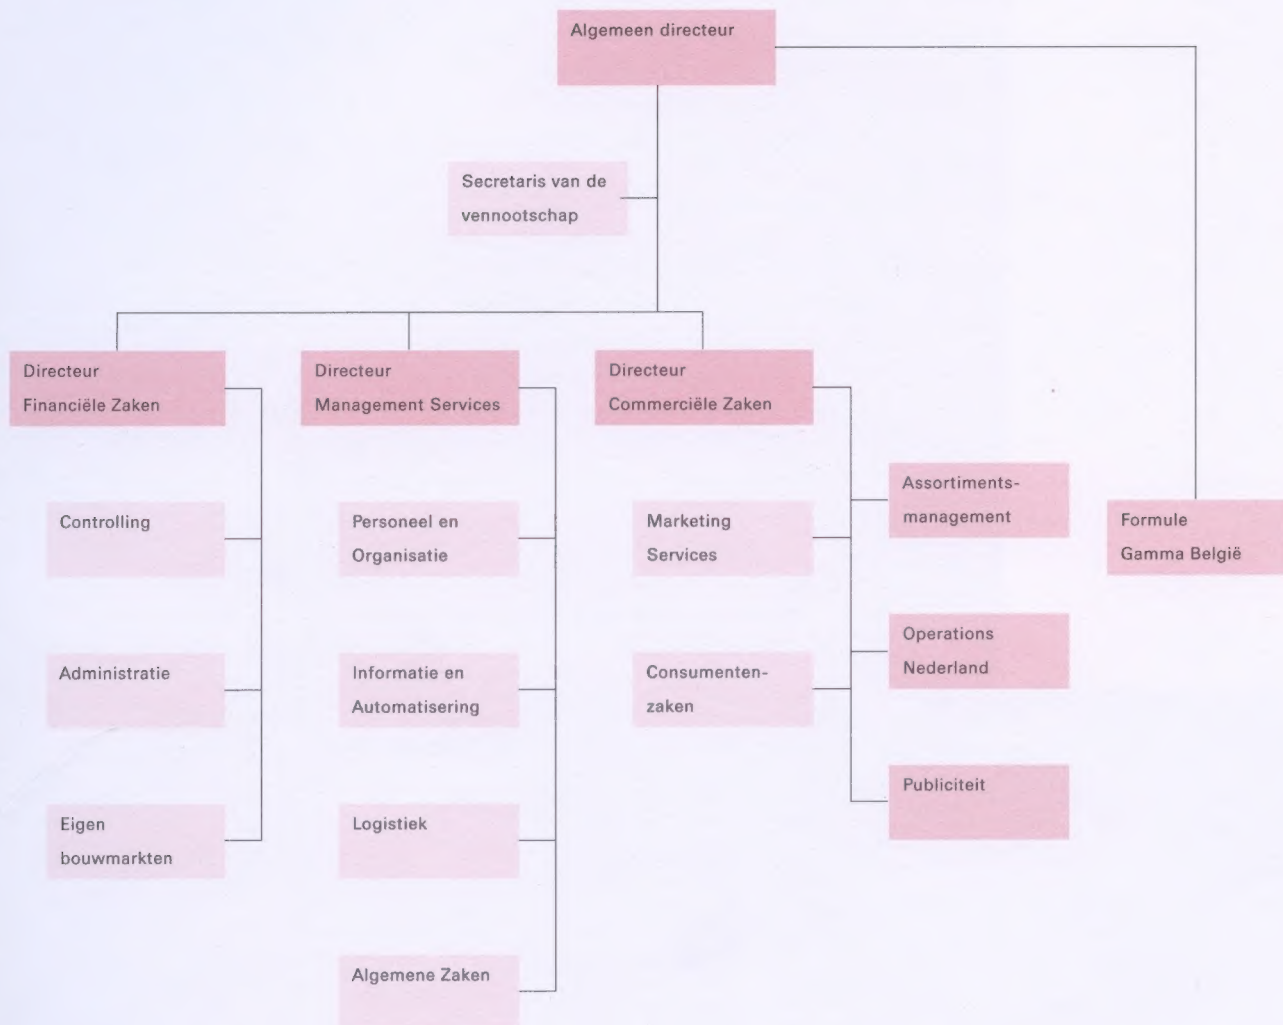 Algemeen directeur
Secretaris van de
vennootschap
Directeur
Financiële Zaken
Directeur
Management Services
Directeur
Commerciële Zaken
Controlling
Administratie
Eigen
bouwmarkten
Personeel en
Organisatie
Informatie en
Automatisering
Logistiek
Algemene Zaken
Marketing
Services
Consumenten-
zaken
Assortiments-
management
Operations
Nederland
Publiciteit
Formule
Gamma België